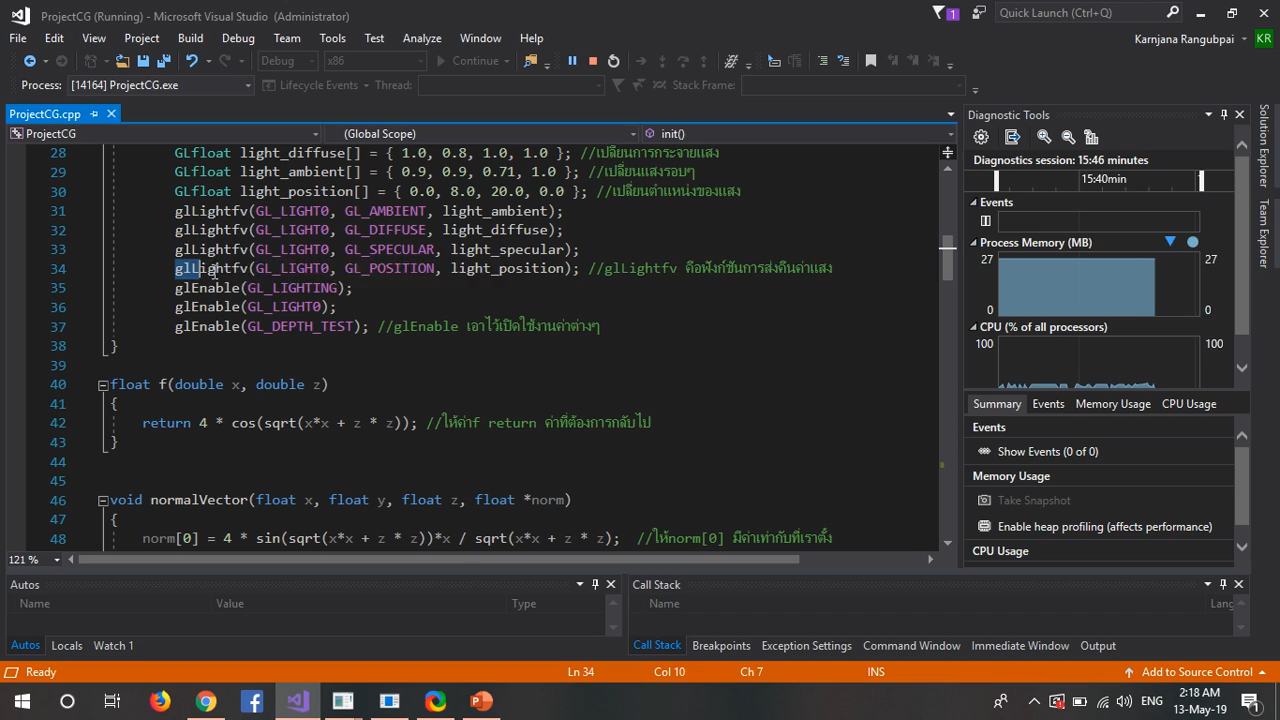 ProjectCG (Running) - Microsoft Visual Studio (Administrator)
1
Quick Launch (Ctrl+Q)
File Edit View Project Build Debug Team Tools Test Analyze Window Help
Karnjana Rangubpai
KR
Debug x86 Continue
Process: [14164] ProjectCG.exe Lifecycle Events Thread: Stack Frame:
ProjectCG.cpp
ProjectCG (Global Scope) init()
28 GLfloat light_diffuse[] = { 1.0, 0.8, 1.0, 1.0 }; //เปลี่ยนการกระจายแสง
29 GLfloat light_ambient[] = { 0.9, 0.9, 0.71, 1.0 }; //เปลี่ยนแสงรอบๆ
30 GLfloat light_position[] = { 0.0, 8.0, 20.0, 0.0 }; //เปลี่ยนตำแหน่งของแสง
31 glLightfv(GL_LIGHT0, GL_AMBIENT, light_ambient);
32 glLightfv(GL_LIGHT0, GL_DIFFUSE, light_diffuse);
33 glLightfv(GL_LIGHT0, GL_SPECULAR, light_specular);
34 glLightfv(GL_LIGHT0, GL_POSITION, light_position); //glLightfv คือฟังก์ชันการส่งคืนค่าแสง
35 glEnable(GL_LIGHTING);
36 glEnable(GL_LIGHT0);
37 glEnable(GL_DEPTH_TEST); //glEnable เอาไว้เปิดใช้งานค่าต่างๆ
38 }
39
40 float f(double x, double z)
41 {
42 return 4 * cos(sqrt(x*x + z * z)); //ให้ค่าf return ค่าที่ต้องการกลับไป
43 }
44
45
46 void normalVector(float x, float y, float z, float *norm)
47 {
48 norm[0] = 4 * sin(sqrt(x*x + z * z))*x / sqrt(x*x + z * z); //ให้norm[0] มีค่าเท่ากับที่เราตั้ง
121 %
Diagnostic Tools
Diagnostics session: 15:46 minutes
15:40min
Events
Process Memory (MB)
27 27
0 0
CPU (% of all processors)
100 100
Summary Events Memory Usage CPU Usage
Events
Show Events (0 of 0)
Memory Usage
Take Snapshot
Enable heap profiling (affects performance)
CPU Usage
Solution Explorer
Team Explorer
Autos
Name Value Type
Autos Locals Watch 1
Call Stack
Name Lang
Call Stack Breakpoints Exception Settings Command Window Immediate Window Output
Ready Ln 34 Col 10 Ch 7 INS Add to Source Control
ENG
2:18 AM
13-May-19
1